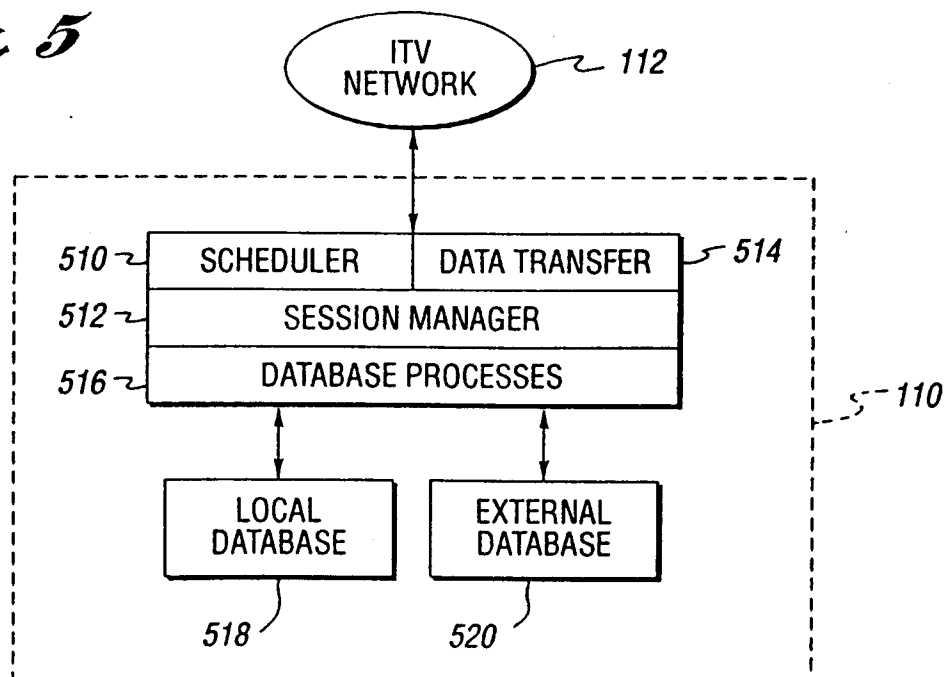 5
ITV
NETWORK
112
510
SCHEDULER
DATA TRANSFER
514
512
SESSION MANAGER
516
DATABASE PROCESSES
110
LOCAL
DATABASE
EXTERNAL
DATABASE
518
520